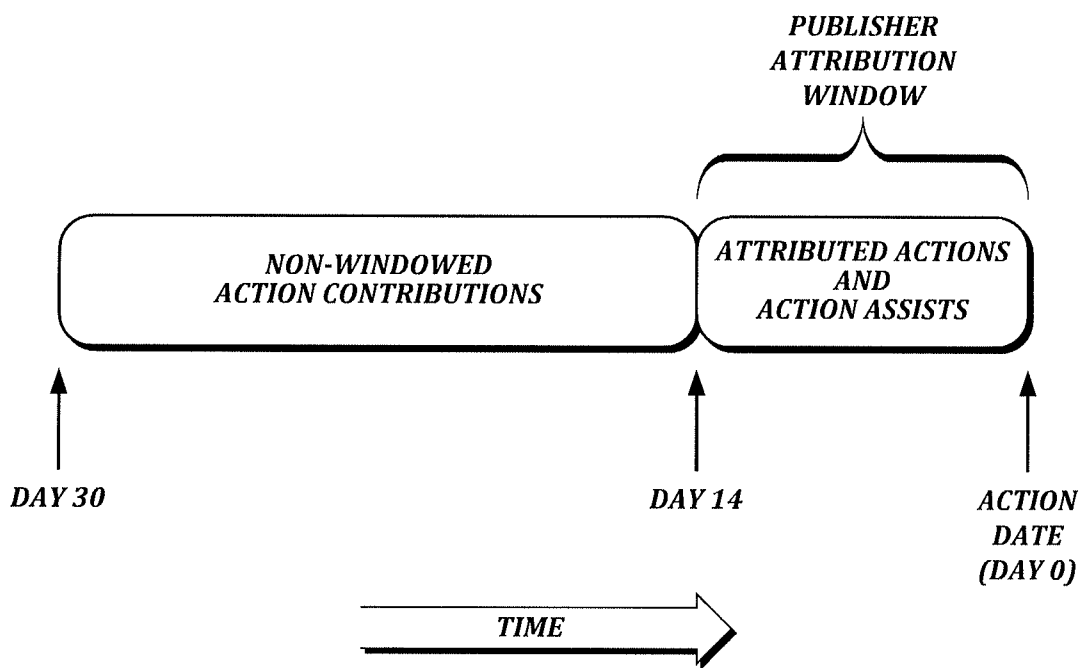 PUBLISHER
ATTRIBUTION
WINDOW
NON-WINDOWED
ACTION CONTRIBUTIONS
ATTRIBUTED ACTIONS
AND
ACTION ASSISTS
DAY 30
DAY 14
ACTION
DATE
(DAY 0)
TIME